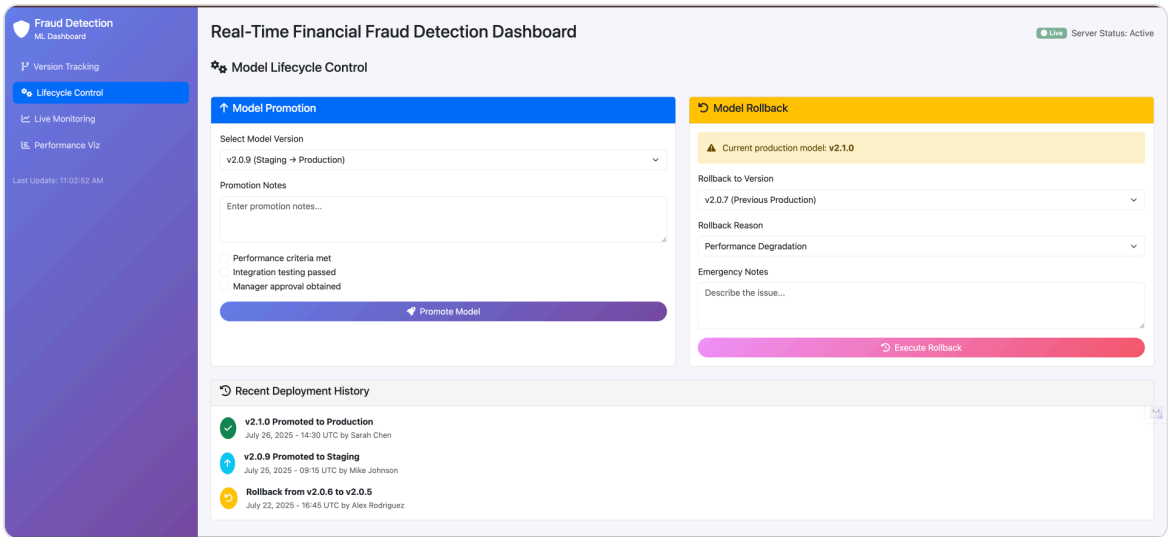 Fraud Detection
ML Dashboard
Version Tracking
Lifecycle Control
Live Monitoring
Performance Viz
Last Update: 11:02:52 AM
Real-Time Financial Fraud Detection Dashboard
Live
Server Status: Active
Model Lifecycle Control
Model Promotion
Select Model Version
v2.0.9 (Staging → Production)
Promotion Notes
Enter promotion notes...
Performance criteria met
Integration testing passed
Manager approval obtained
Promote Model
Model Rollback
Current production model: v2.1.0
Rollback to Version
v2.0.7 (Previous Production)
Rollback Reason
Performance Degradation
Emergency Notes
Describe the issue...
Execute Rollback
Recent Deployment History
v2.1.0 Promoted to Production
July 26, 2025 - 14:30 UTC by Sarah Chen
v2.0.9 Promoted to Staging
July 25, 2025 - 09:15 UTC by Mike Johnson
Rollback from v2.0.6 to v2.0.5
July 22, 2025 - 16:45 UTC by Alex Rodriguez